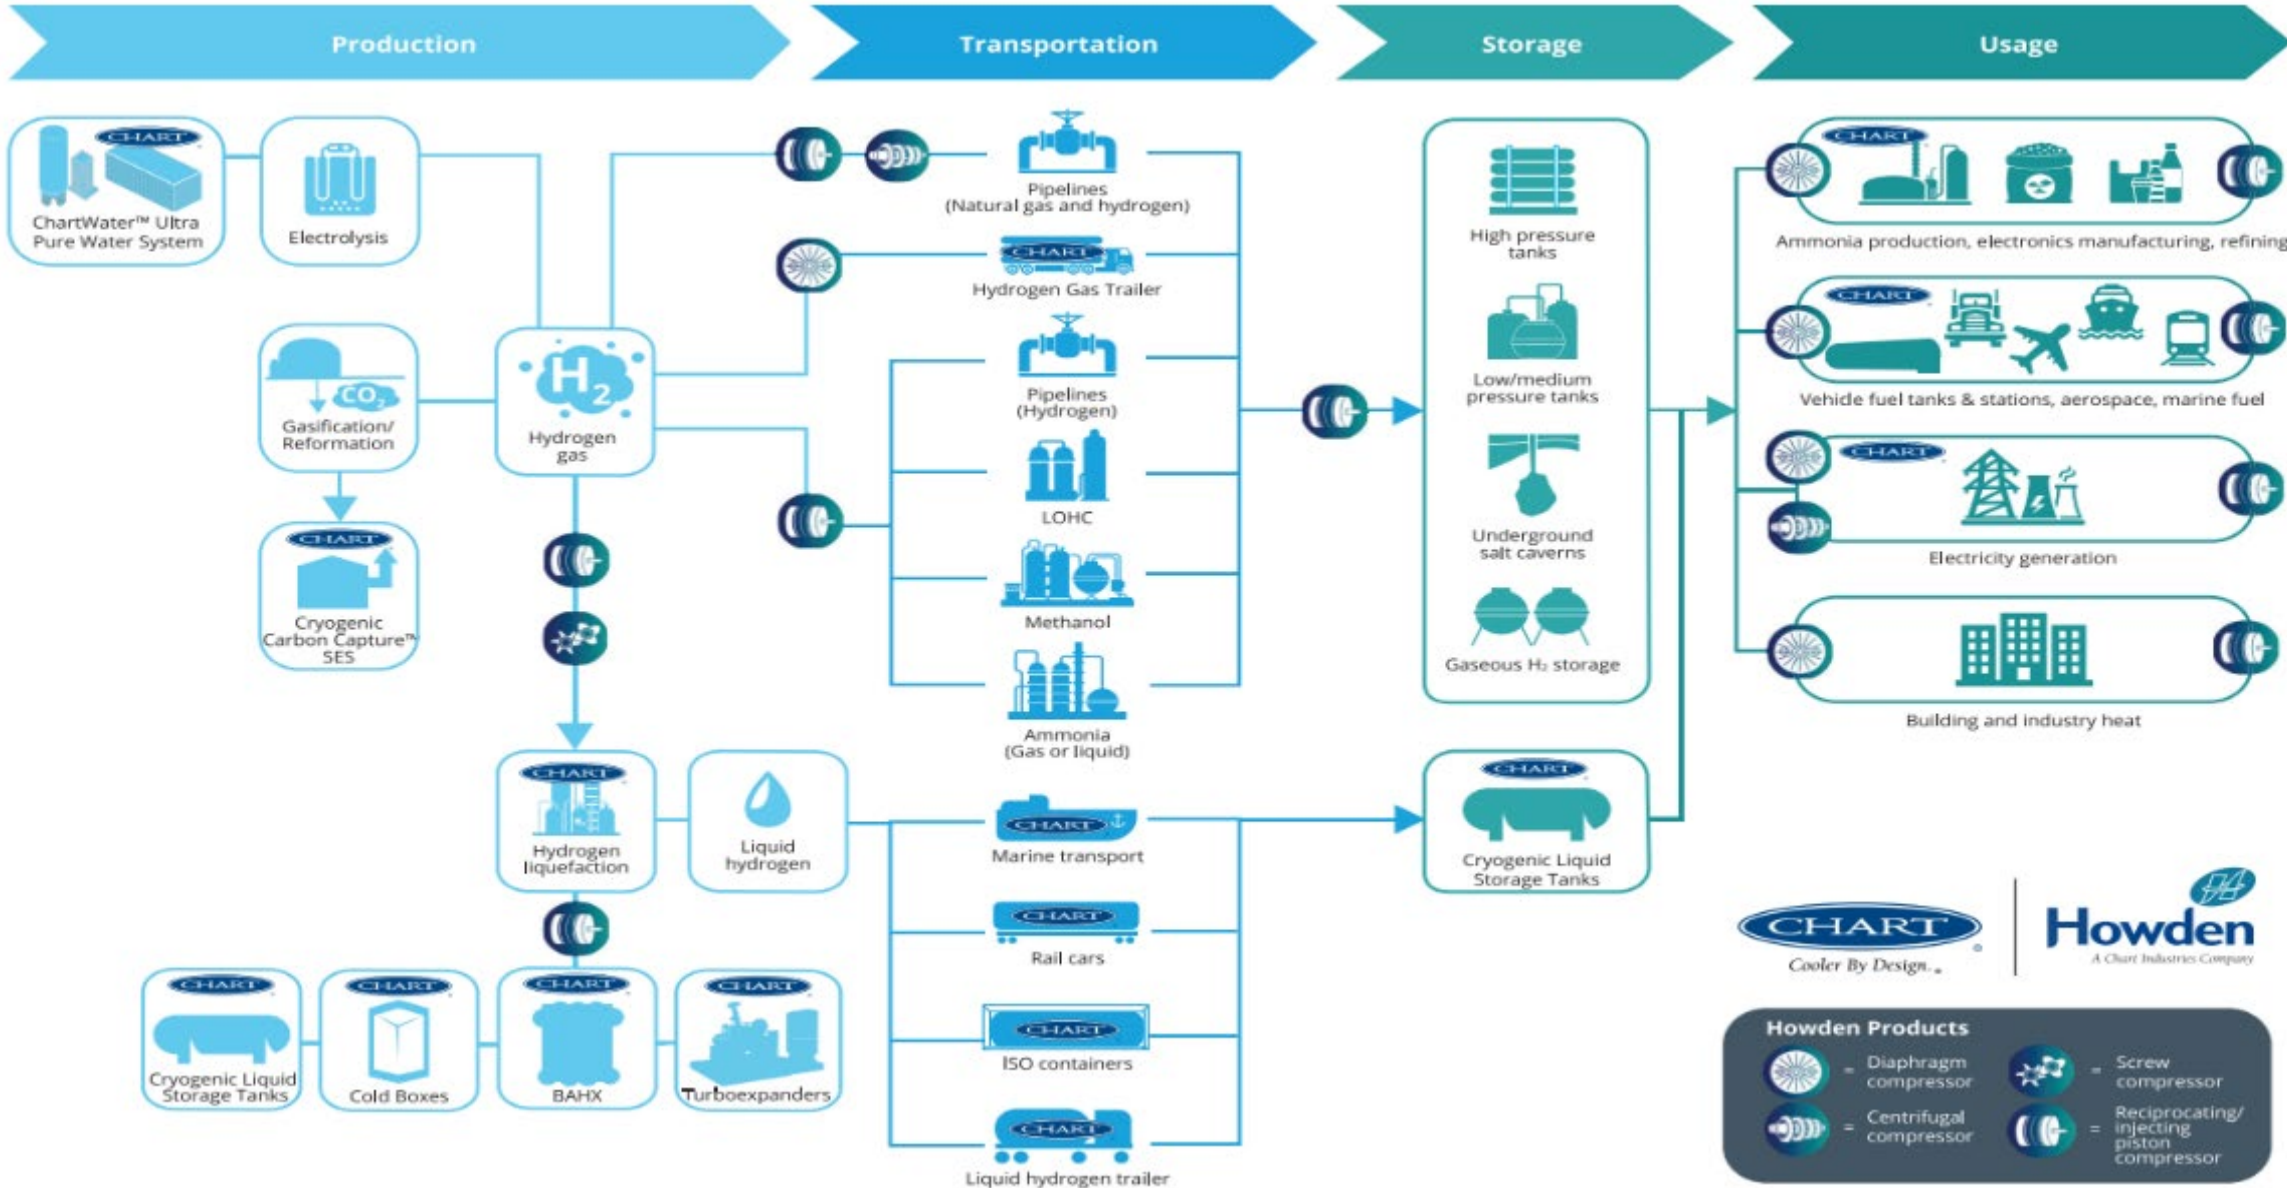 Production
Transportation
Storage
Usage
CHART
ChartWater™ Ultra
Pure Water System
Electrolysis
Gasification/
Reformation
CO2
H2
Hydrogen
gas
CHART
Cryogenic
Carbon Capture™
SES
CHART
Hydrogen
liquefaction
Liquid
hydrogen
CHART
Cryogenic Liquid
Storage Tanks
CHART
Cold Boxes
CHART
BAHX
CHART
Turboexpanders
Pipelines
(Natural gas and hydrogen)
CHART
Hydrogen Gas Trailer
Pipelines
(Hydrogen)
LOHC
Methanol
Ammonia
(Gas or liquid)
CHART
Marine transport
CHART
Rail cars
CHART
ISO containers
CHART
Liquid hydrogen trailer
High pressure
tanks
Low/medium
pressure tanks
Underground
salt caverns
Gaseous H₂ storage
CHART
Cryogenic Liquid
Storage Tanks
CHART
Ammonia production, electronics manufacturing, refining
CHART
Vehicle fuel tanks & stations, aerospace, marine fuel
CHART
Electricity generation
Building and industry heat
CHART®
Cooler By Design.®
Howden
A Chart Industries Company
Howden Products
= Diaphragm
compressor
= Screw
compressor
= Centrifugal
compressor
= Reciprocating/
injecting
piston
compressor